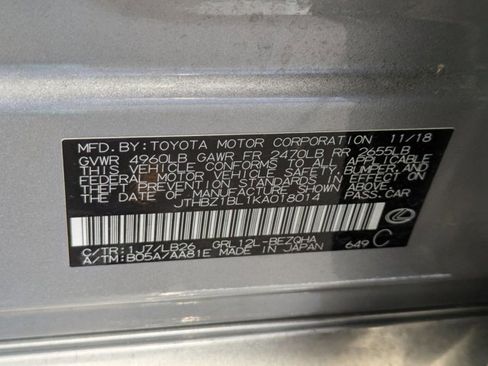 MFD. BY: TOYOTA MOTOR CORPORATION 11/18
GVWR 4960LB GAWR FR 2470LB RR 2655LB
THIS VEHICLE CONFORMS TO ALL APPLICABLE
FEDERAL MOTOR VEHICLE SAFETY, BUMPER, AND
THEFT PREVENTION STANDARDS IN EFFECT ON
THE DATE OF MANUFACTURE SHOWN ABOVE.
JTHBZ1BL1KA018014 PASS.CAR
C/TR: 1J7/LB26 GRL12L-BEZQHA
A/TM: B05A/AA81E MADE IN JAPAN 649 C